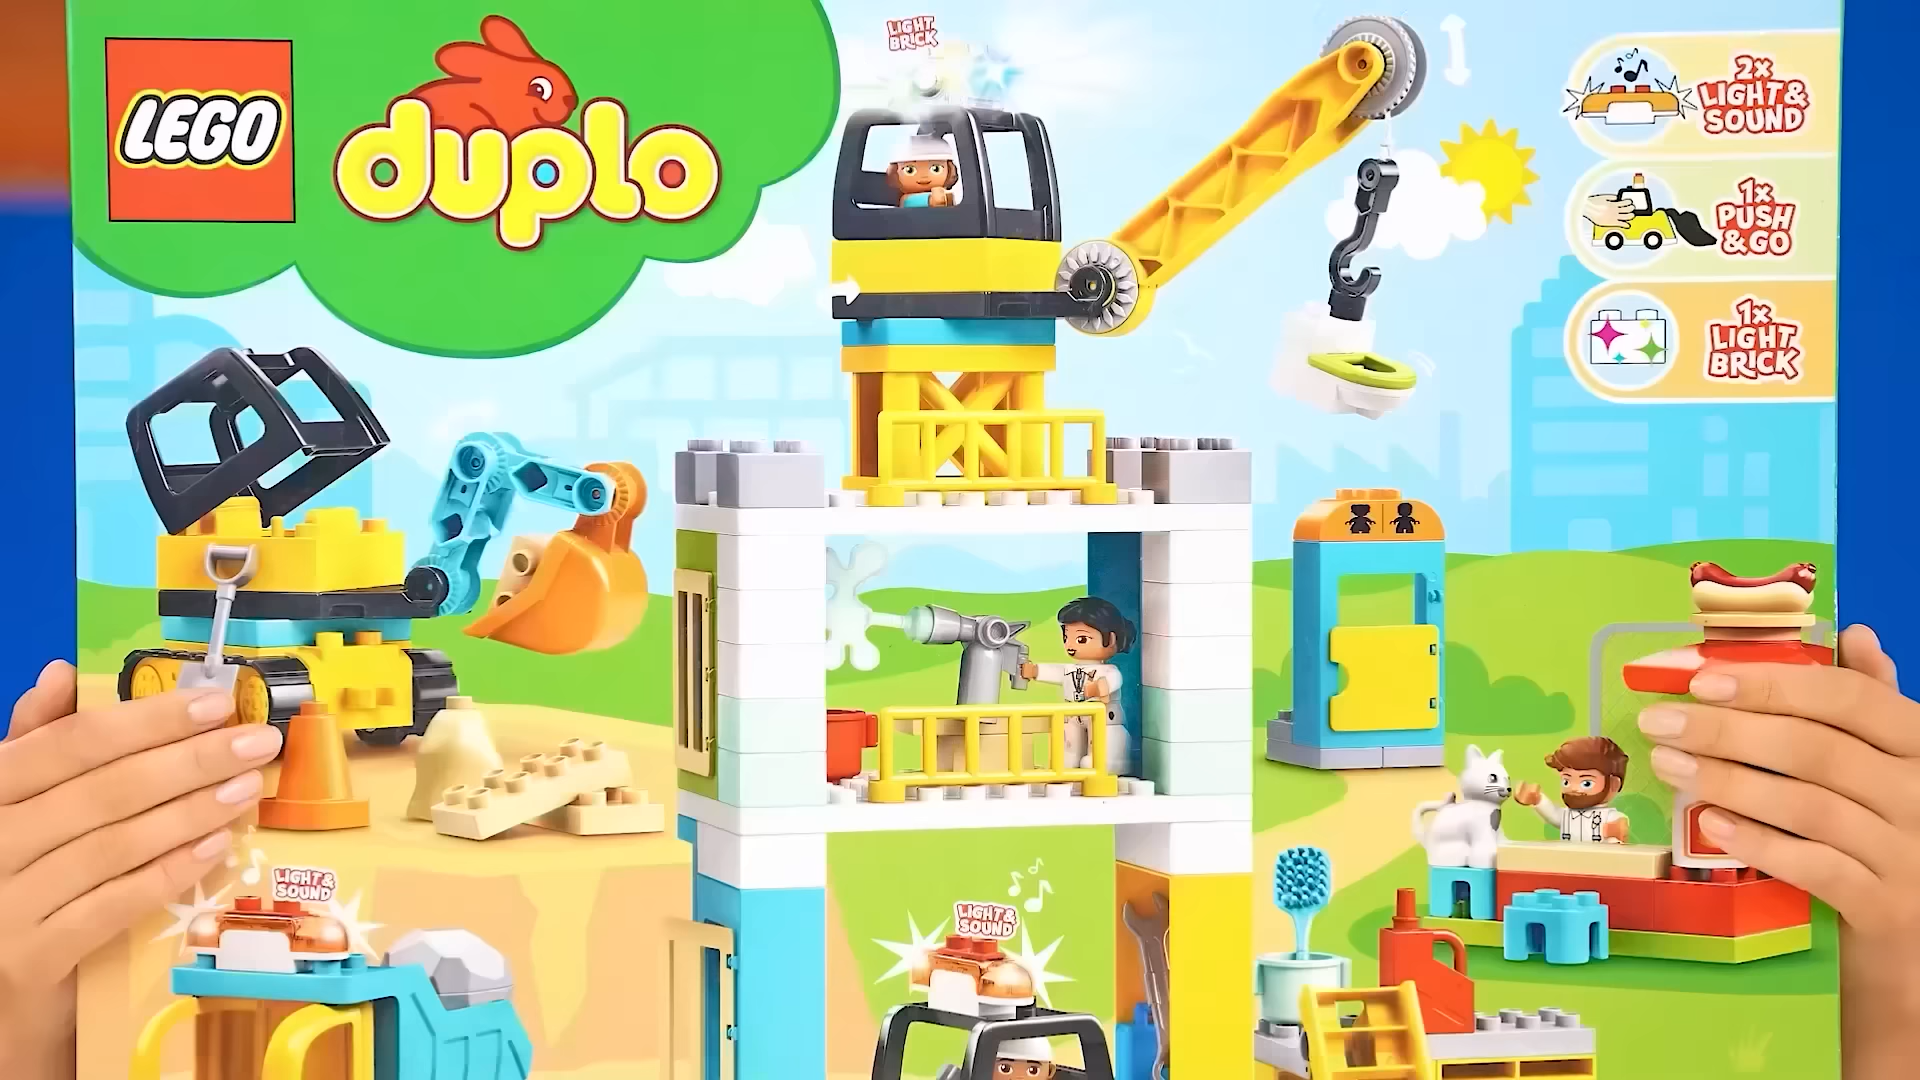 LEGO
duplo
LIGHT
BRICK
2x
LIGHT&
SOUND
1x
PUSH
&GO
1x
LIGHT
BRICK
LIGHT&
SOUND
LIGHT&
SOUND